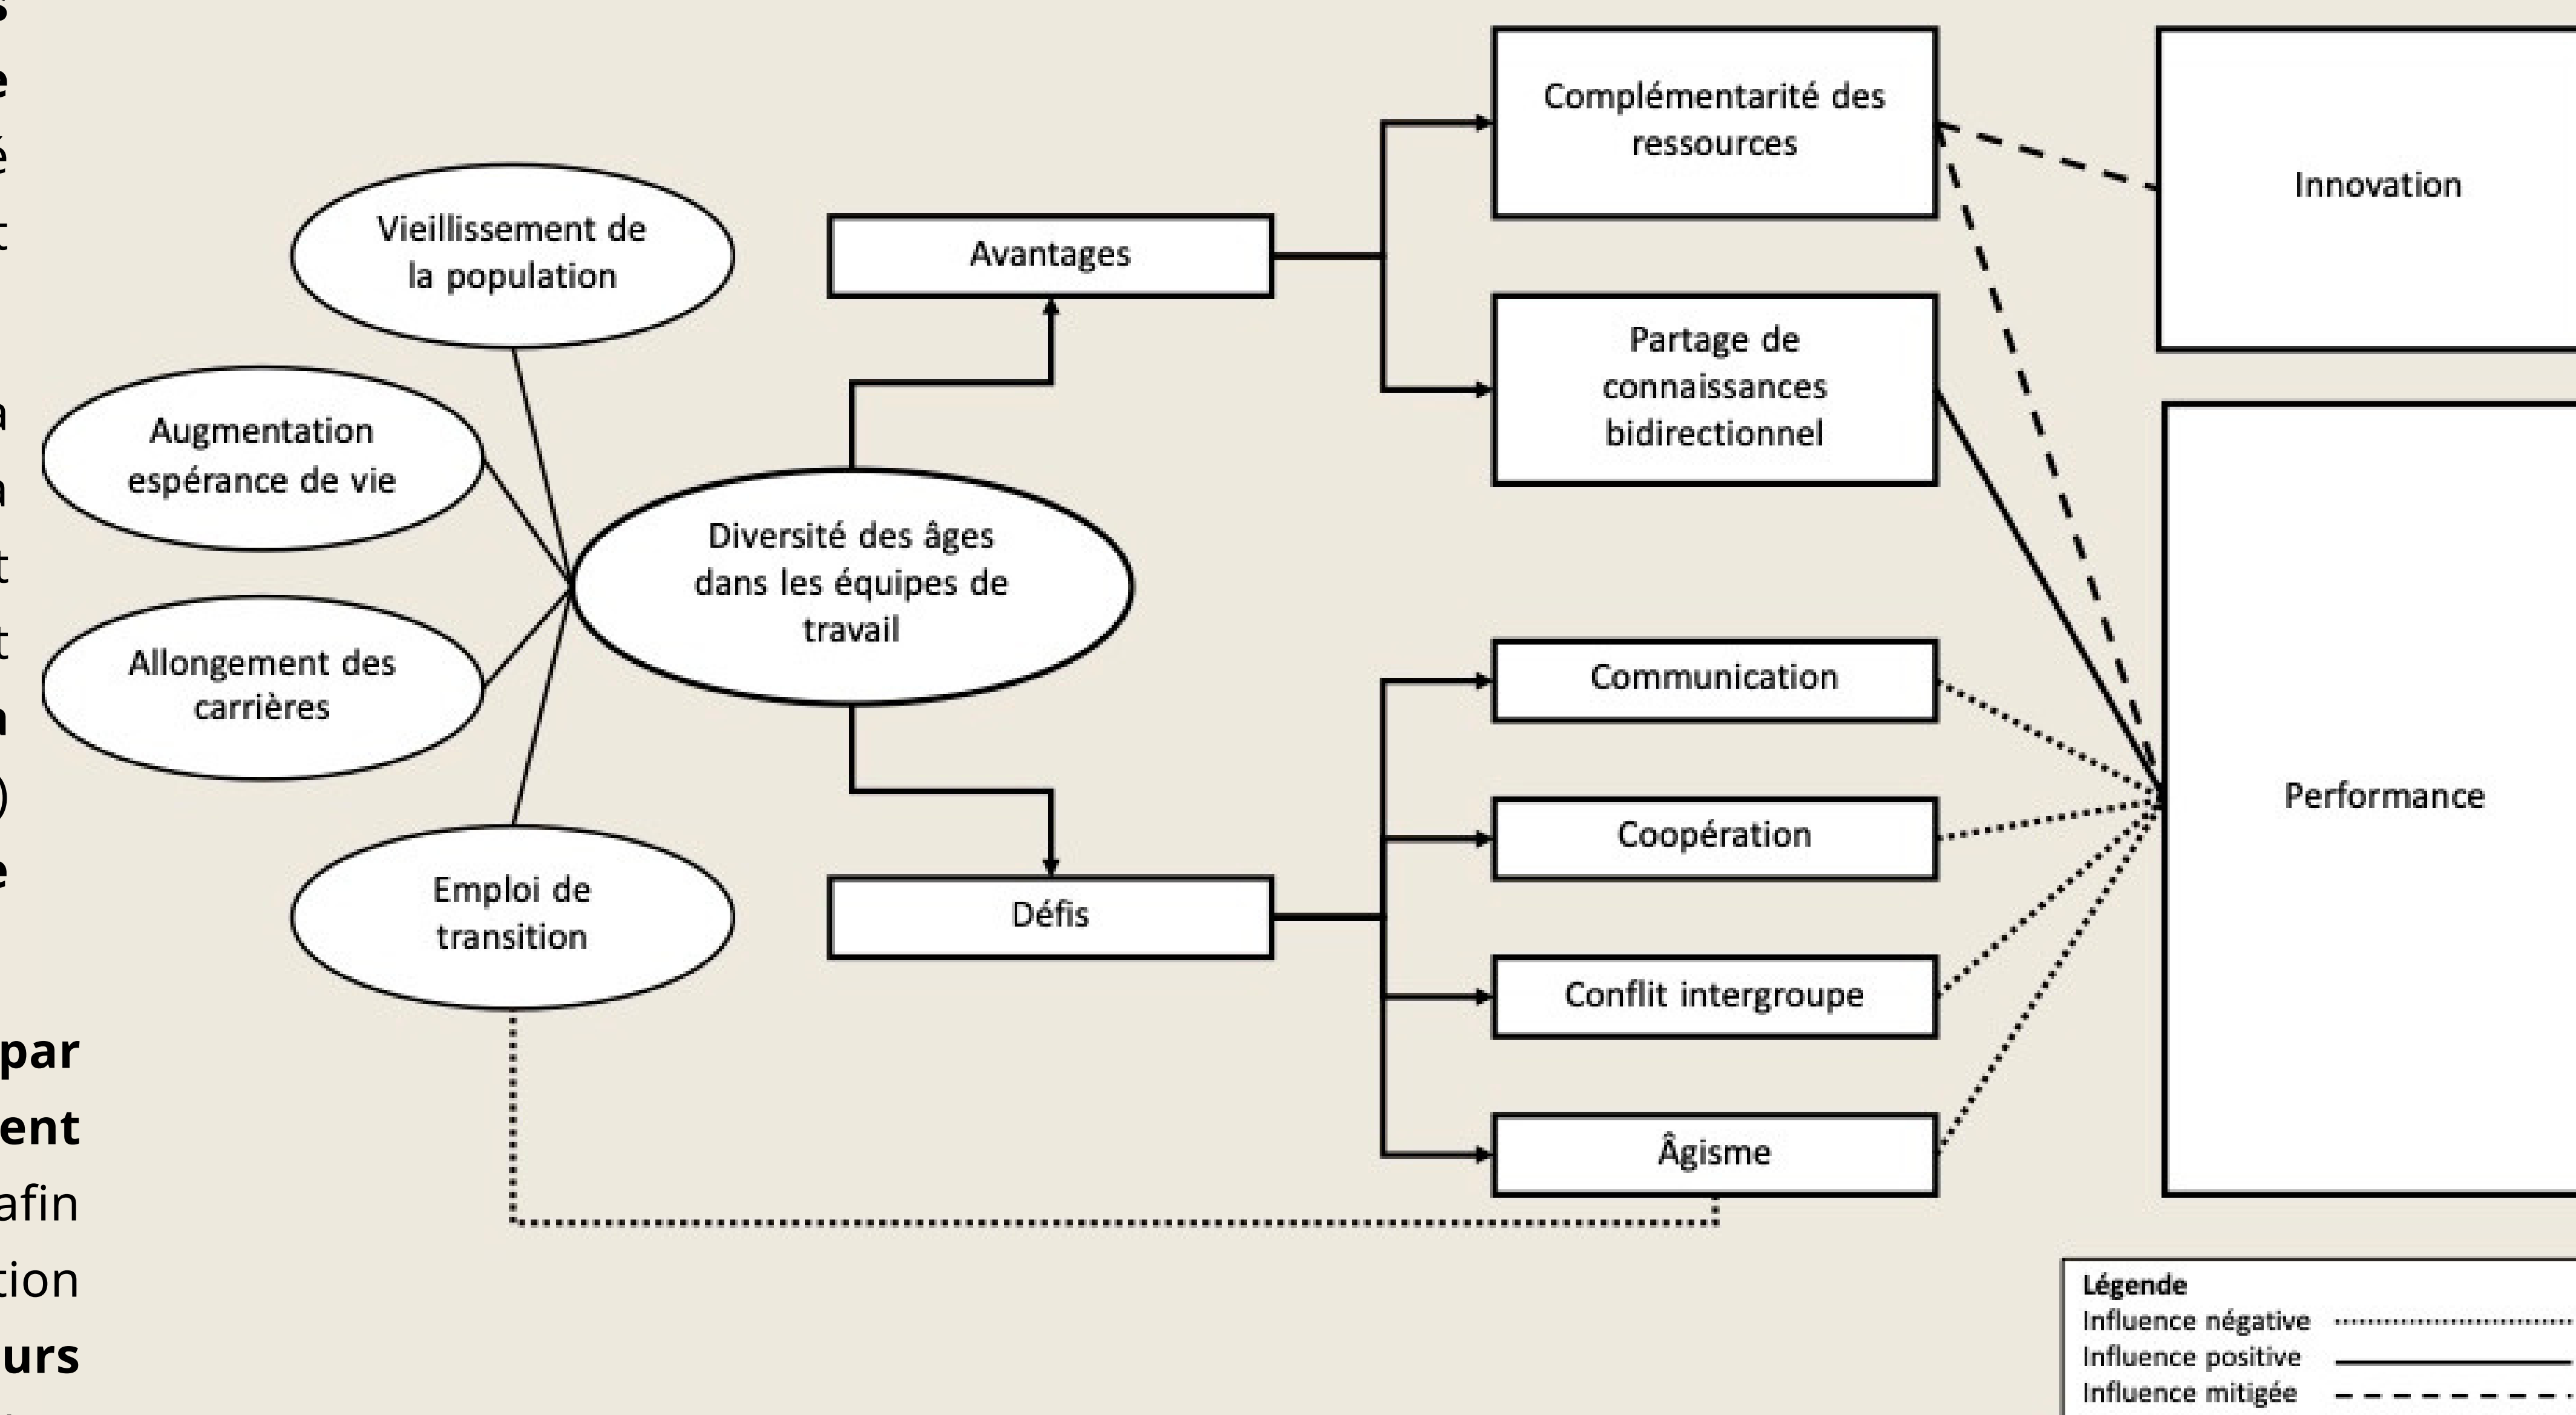 s
e
é
t
a
a
t
t
a
)
e
par
ent
afin
tion
urs
Vieillissement de
la population
Augmentation
espérance de vie
Allongement des
carrières
Emploi de
transition
Diversité des âges
dans les équipes de
travail
Avantages
Défis
Complémentarité des
ressources
Partage de
connaissances
bidirectionnel
Communication
Coopération
Conflit intergroupe
Âgisme
Innovation
Performance
Légende
Influence négative
Influence positive
Influence mitigée